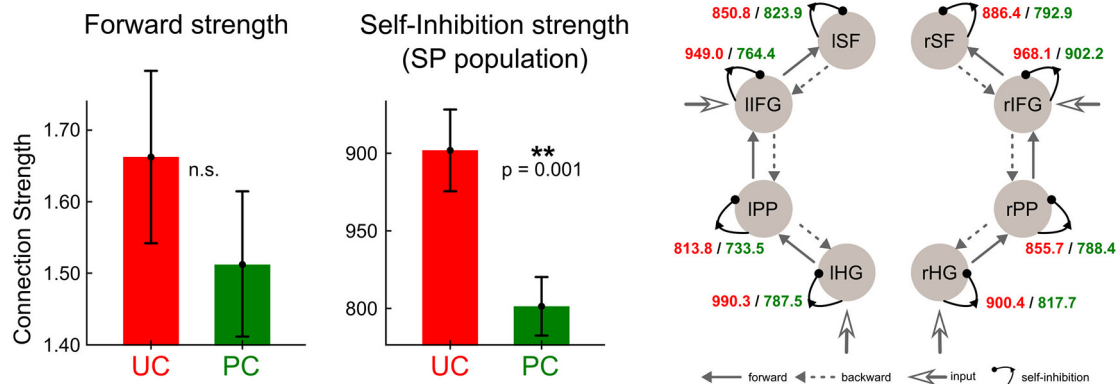 Forward strength
Connection Strength
1.70
1.60
1.50
1.40
n.s.
UC
PC
Self-Inhibition strength
(SP population)
900
950
800
**
p = 0.001
UC
PC
850.8 / 823.9
lSF
949.0 / 764.4
lIFG
lPP
813.8 / 733.5
lHG
990.3 / 787.5
rSF
886.4 / 792.9
968.1 / 902.2
rIFG
rPP
855.7 / 788.4
rHG
900.4 / 817.7
forward
backward
input
self-inhibition